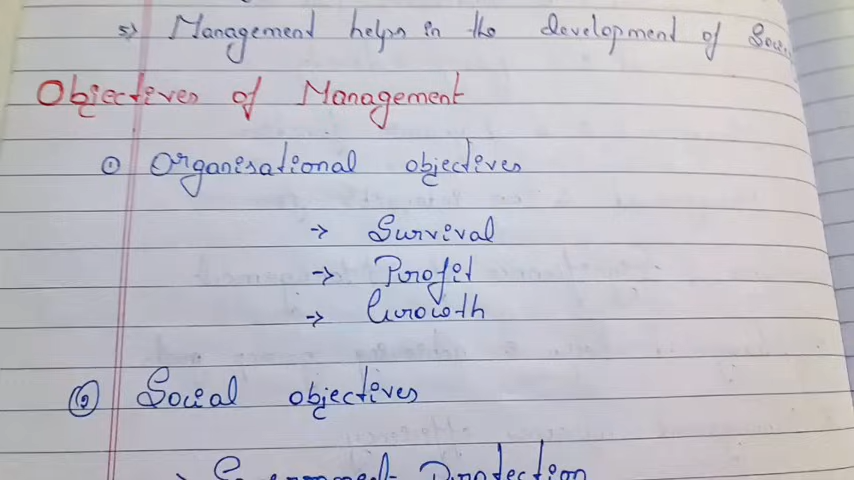 5) Management helps in the development of
Objectives of Management
① Organisational objectives
→ Survival
→ Profit
→ Growth
② Social objectives
Protection